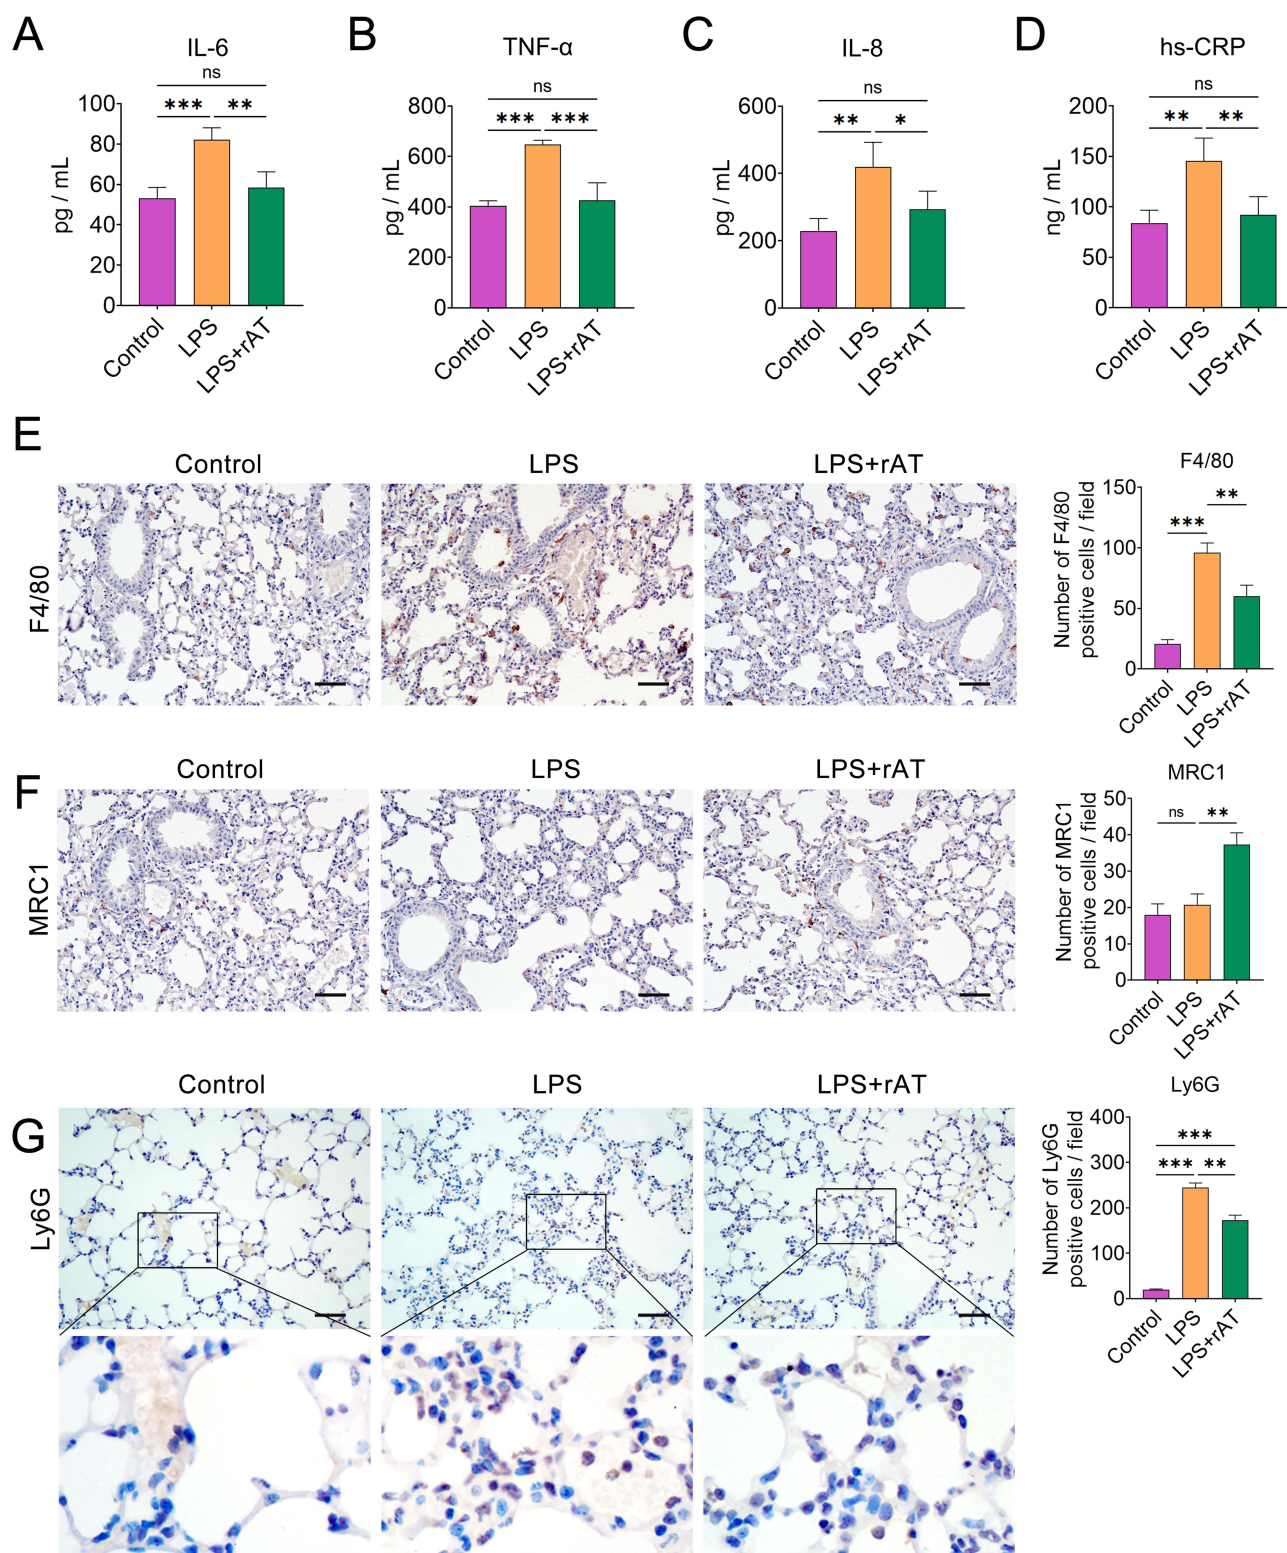 A
IL-6
ns
*** **
pg / mL
100
80
60
40
20
0
Control
LPS
LPS+rAT
B
TNF-α
ns
*** ***
pg / mL
800
600
400
200
0
Control
LPS
LPS+rAT
C
IL-8
ns
** *
pg / mL
600
400
200
0
Control
LPS
LPS+rAT
D
hs-CRP
ns
** **
ng / mL
200
150
100
50
0
Control
LPS
LPS+rAT
E
Control
LPS
LPS+rAT
F4/80
F4/80
**
***
Number of F4/80
positive cells / field
150
100
50
0
Control
LPS
LPS+rAT
F
Control
LPS
LPS+rAT
MRC1
MRC1
ns **
Number of MRC1
positive cells / field
50
40
30
20
10
0
Control
LPS
LPS+rAT
G
Control
LPS
LPS+rAT
Ly6G
Ly6G
***
*** **
Number of Ly6G
positive cells / field
400
300
200
100
0
Control
LPS
LPS+rAT